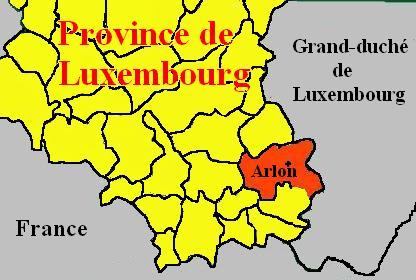 Province de
Luxembourg
Grand-duché
de
Luxembourg
Arlon
France